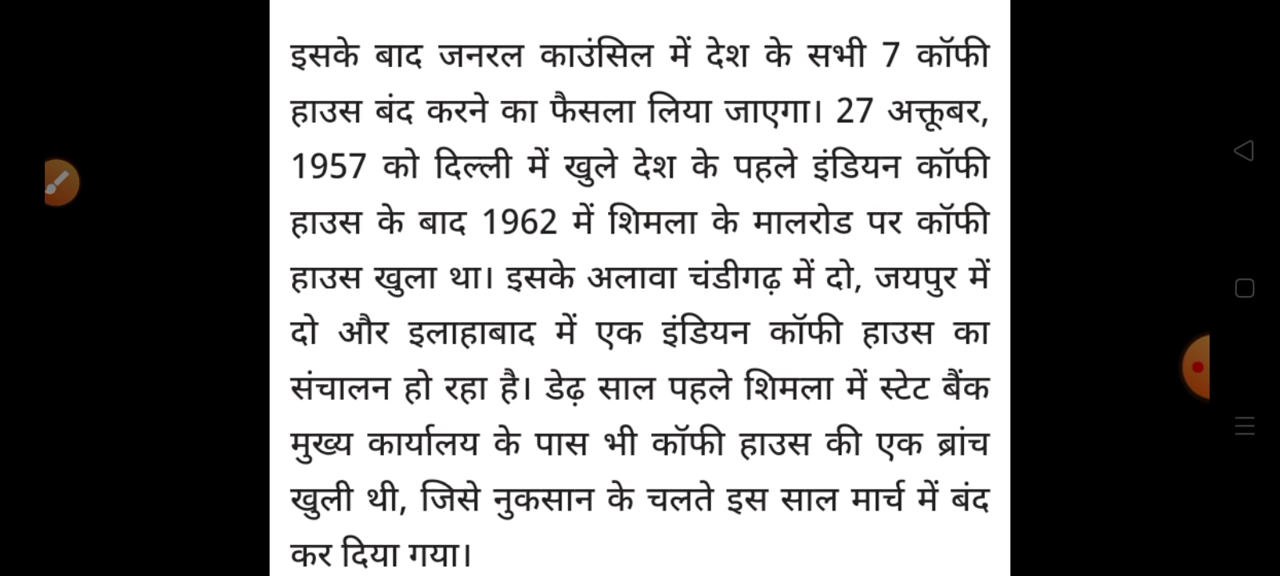 इसके बाद जनरल काउंसिल में देश के सभी 7 कॉफी
हाउस बंद करने का फैसला लिया जाएगा। 27 अक्तूबर,
1957 को दिल्ली में खुले देश के पहले इंडियन कॉफी
हाउस के बाद 1962 में शिमला के मालरोड पर कॉफी
हाउस खुला था। इसके अलावा चंडीगढ़ में दो, जयपुर में
दो और इलाहाबाद में एक इंडियन कॉफी हाउस का
संचालन हो रहा है। डेढ़ साल पहले शिमला में स्टेट बैंक
मुख्य कार्यालय के पास भी कॉफी हाउस की एक ब्रांच
खुली थी, जिसे नुकसान के चलते इस साल मार्च में बंद
कर दिया गया।